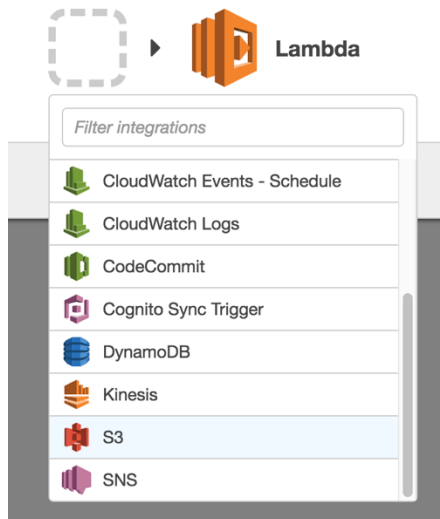 Lambda
Filter integrations
CloudWatch Events - Schedule
CloudWatch Logs
CodeCommit
Cognito Sync Trigger
DynamoDB
Kinesis
S3
SNS